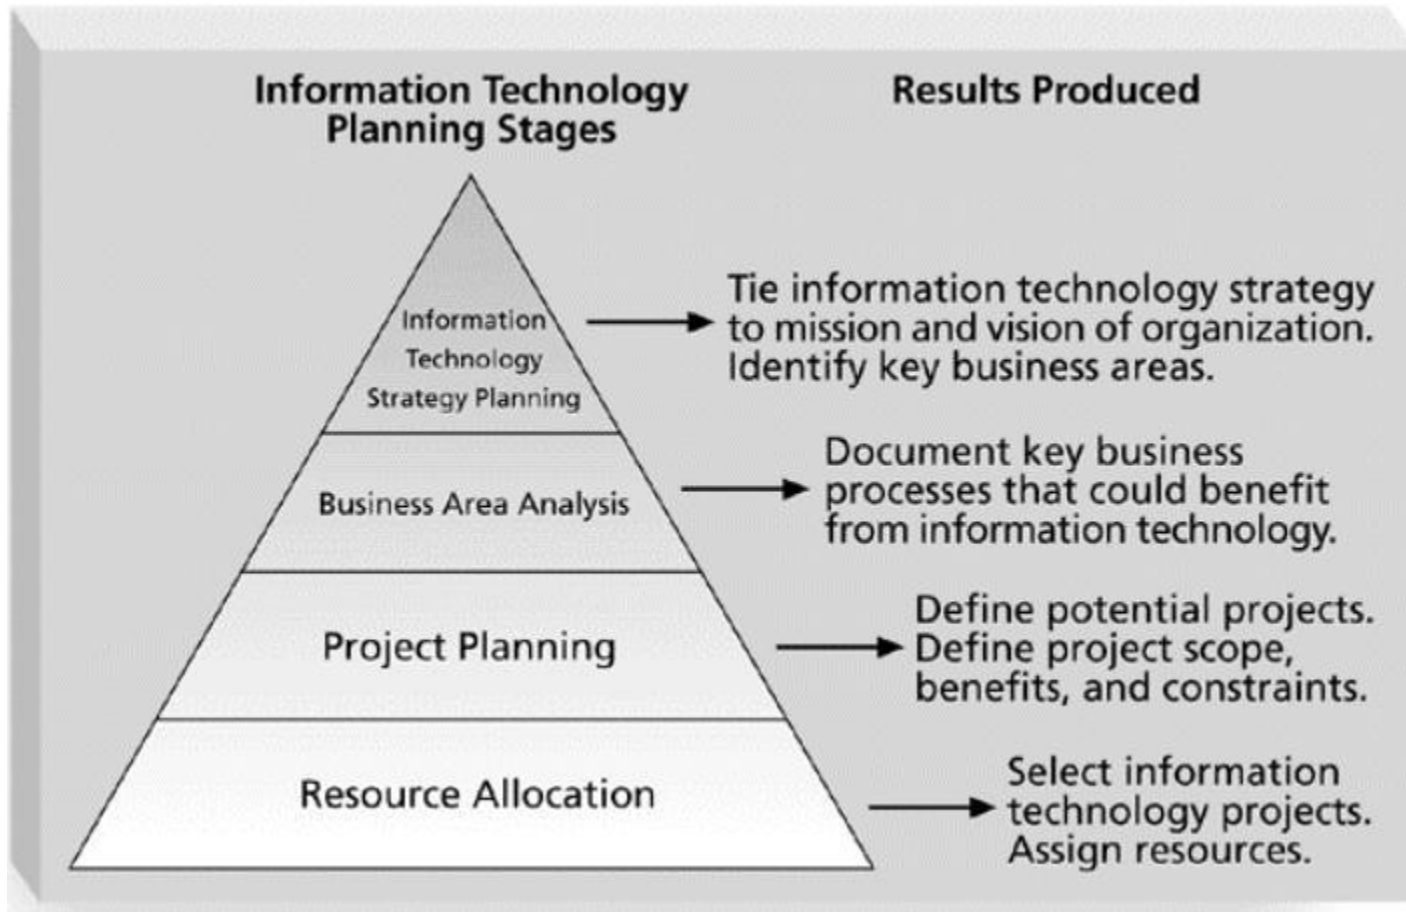 Information Technology
Planning Stages
Results Produced
Information
Technology
Strategy Planning
Tie information technology strategy
to mission and vision of organization.
Identify key business areas.
Business Area Analysis
Document key business
processes that could benefit
from information technology.
Project Planning
Define potential projects.
Define project scope,
benefits, and constraints.
Resource Allocation
Select information
technology projects.
Assign resources.